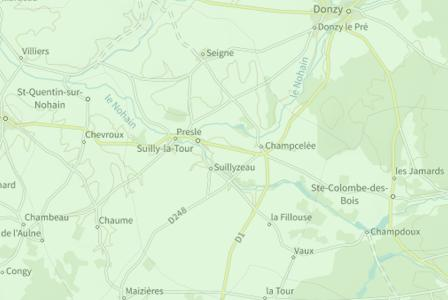 Donzy
Donzy le Pré
Villiers
Seigne
St-Quentin-sur-
Nohain
le Nohain
le Nohain
Chevroux
Presle
Suilly-la-Tour
Champcelée
Suillyzeau
les Jamards
Ste-Colombe-des-
Bois
nard
Chambeau
de l'Aulne
Chaume
D248
la Fillouse
D1
Champdoux
Vaux
Congy
Maizières
la Tour